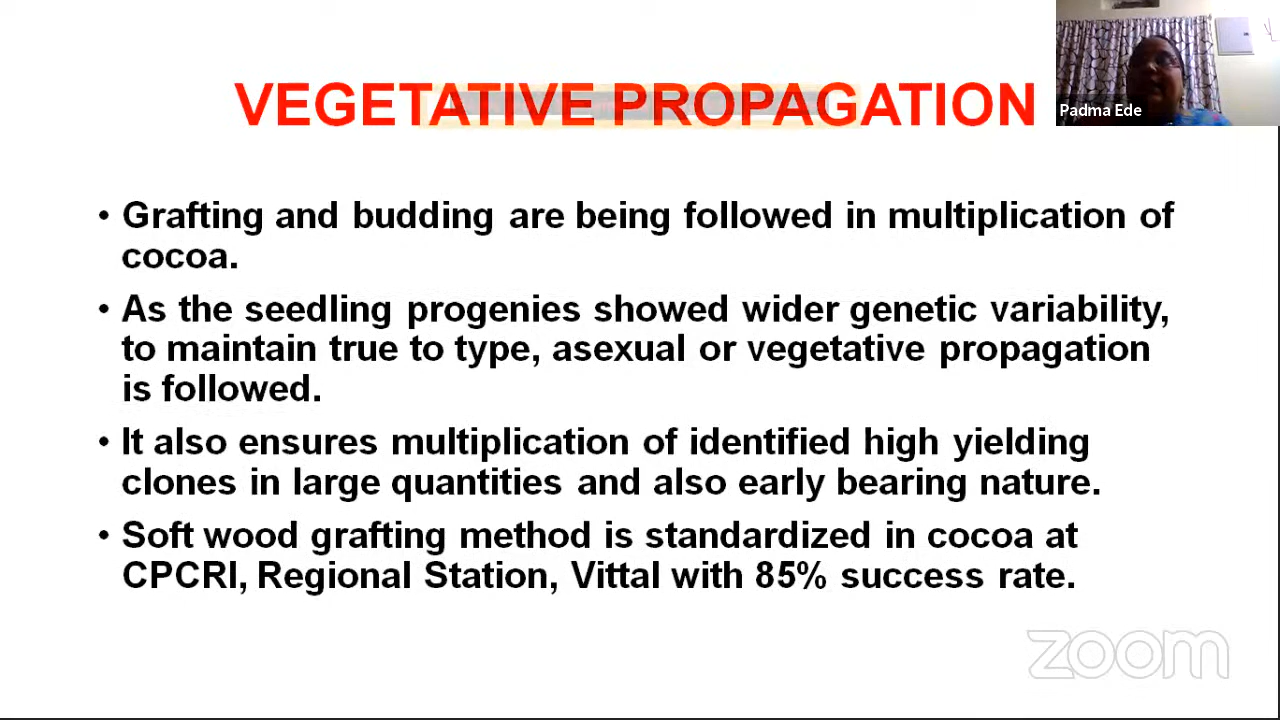 VEGETATIVE PROPAGATION
Padma Ede
• Grafting and budding are being followed in multiplication of
cocoa.
• As the seedling progenies showed wider genetic variability,
to maintain true to type, asexual or vegetative propagation
is followed.
• It also ensures multiplication of identified high yielding
clones in large quantities and also early bearing nature.
• Soft wood grafting method is standardized in cocoa at
CPCRI, Regional Station, Vittal with 85% success rate.
zoom